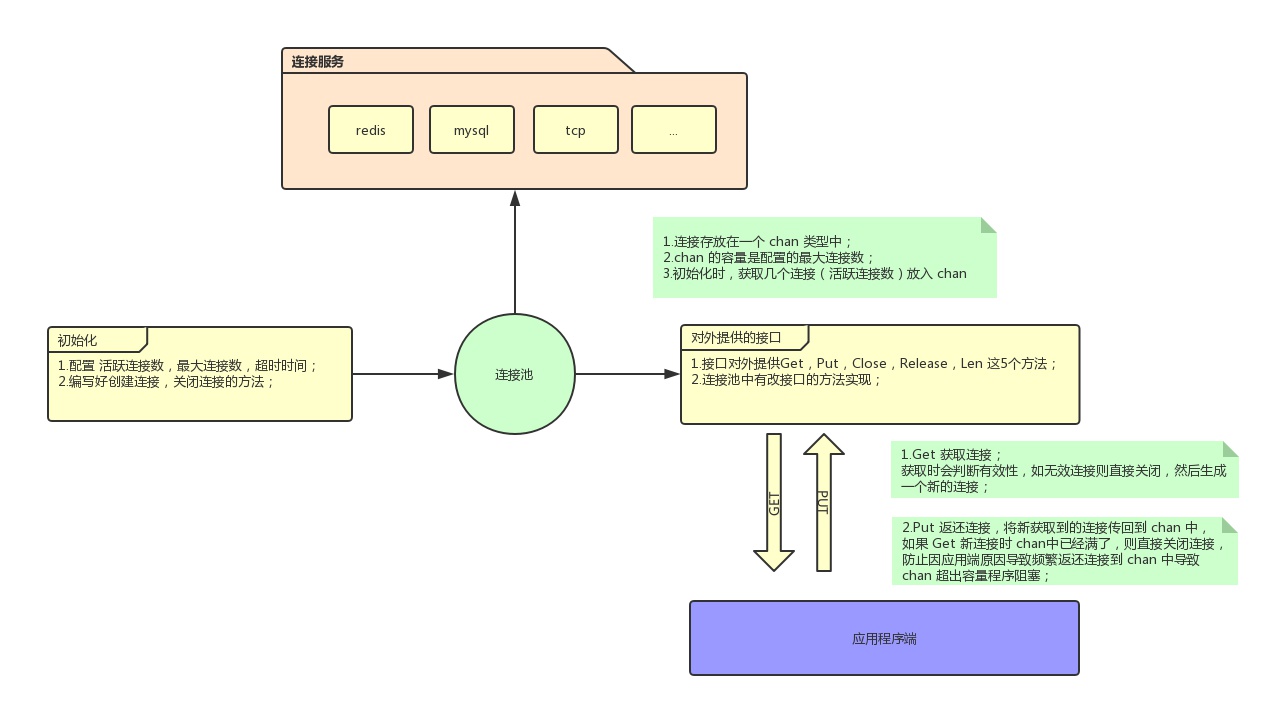 连接服务
redis
mysql
tcp
...
1.连接存放在一个 chan 类型中；
2.chan 的容量是配置的最大连接数；
3.初始化时，获取几个连接（活跃连接数）放入 chan
初始化
1.配置 活跃连接数，最大连接数，超时时间；
2.编写好创建连接，关闭连接的方法；
连接池
对外提供的接口
1.接口对外提供Get，Put，Close，Release，Len 这5个方法；
2.连接池中有改接口的方法实现；
GET
PUT
1.Get 获取连接；
获取时会判断有效性，如无效连接则直接关闭，然后生成
一个新的连接；
2.Put 返还连接，将新获取到的连接传回到 chan 中，
如果 Get 新连接时 chan中已经满了，则直接关闭连接，
防止因应用端原因导致频繁返还连接到 chan 中导致
chan 超出容量程序阻塞；
应用程序端